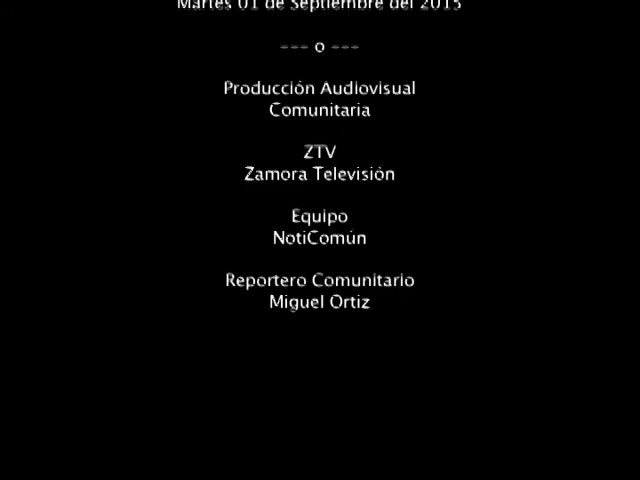 Martes 01 de Septiembre del 2015
--- o ---
Producción Audiovisual
Comunitaria
ZTV
Zamora Televisión
Equipo
NotiComún
Reportero Comunitario
Miguel Ortiz